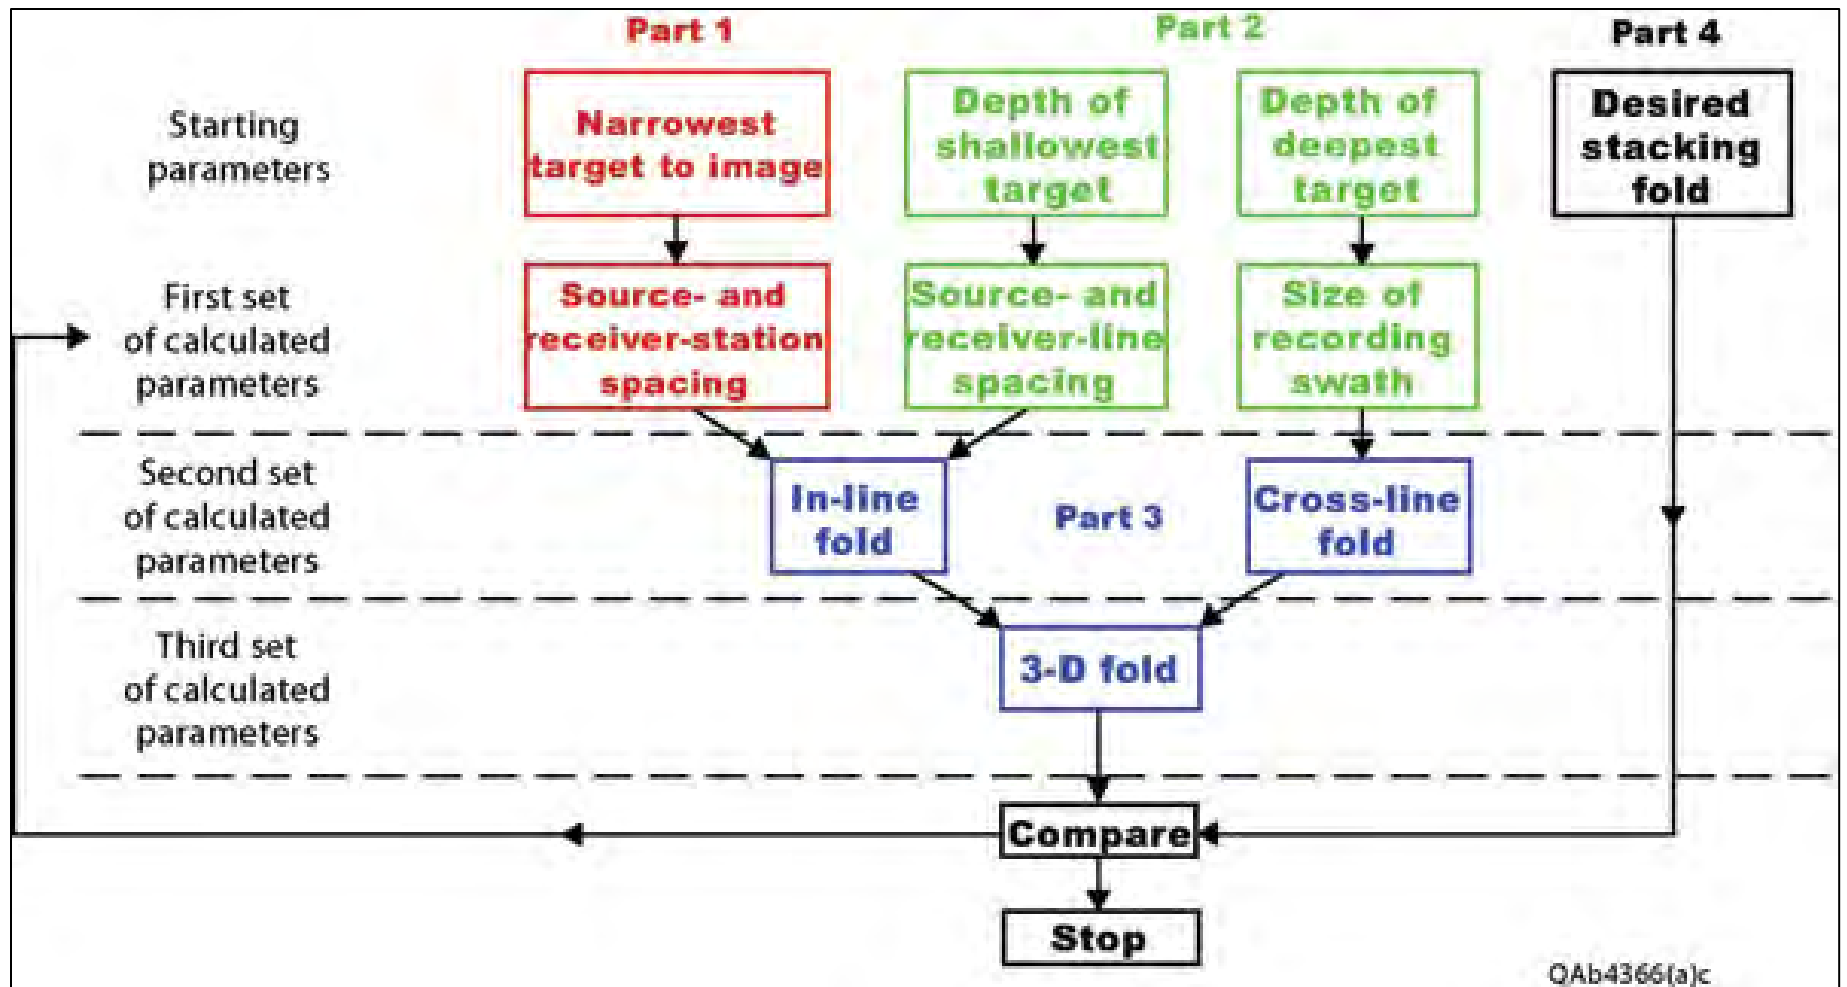 Part 1
Part 2
Part 4
Starting
parameters
Narrowest
target to image
Depth of
shallowest
target
Depth of
deepest
target
Desired
stacking
fold
First set
of calculated
parameters
Source- and
receiver-station
spacing
Source- and
receiver-line
spacing
Size of
recording
swath
Second set
of calculated
parameters
In-line
fold
Part 3
Cross-line
fold
Third set
of calculated
parameters
3-D fold
Compare
Stop
QAb4366(a)c